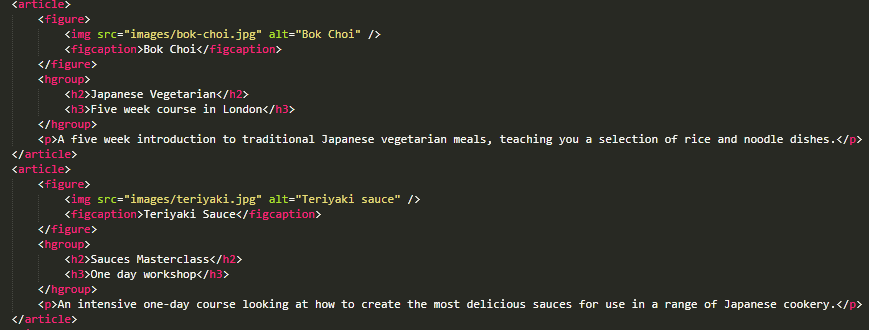 <article>
<figure>
<img src="images/bok-choi.jpg" alt="Bok Choi" />
<figcaption>Bok Choi</figcaption>
</figure>
<hgroup>
<h2>Japanese Vegetarian</h2>
<h3>Five week course in London</h3>
</hgroup>
<p>A five week introduction to traditional Japanese vegetarian meals, teaching you a selection of rice and noodle dishes.</p>
</article>
<article>
<figure>
<img src="images/teriyaki.jpg" alt="Teriyaki sauce" />
<figcaption>Teriyaki Sauce</figcaption>
</figure>
<hgroup>
<h2>Sauces Masterclass</h2>
<h3>One day workshop</h3>
</hgroup>
<p>An intensive one-day course looking at how to create the most delicious sauces for use in a range of Japanese cookery.</p>
</article>